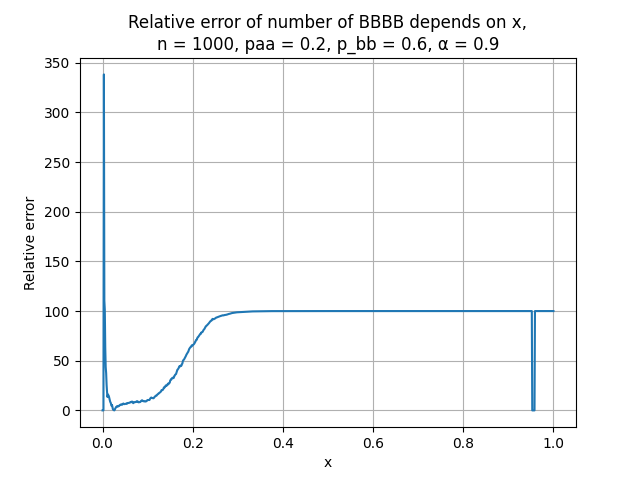 Relative error of number of BBBB depends on x,
n = 1000, paa = 0.2, p_bb = 0.6, α = 0.9
350
300
250
200
150
100
50
0
Relative error
0.0 0.2 0.4 0.6 0.8 1.0
x